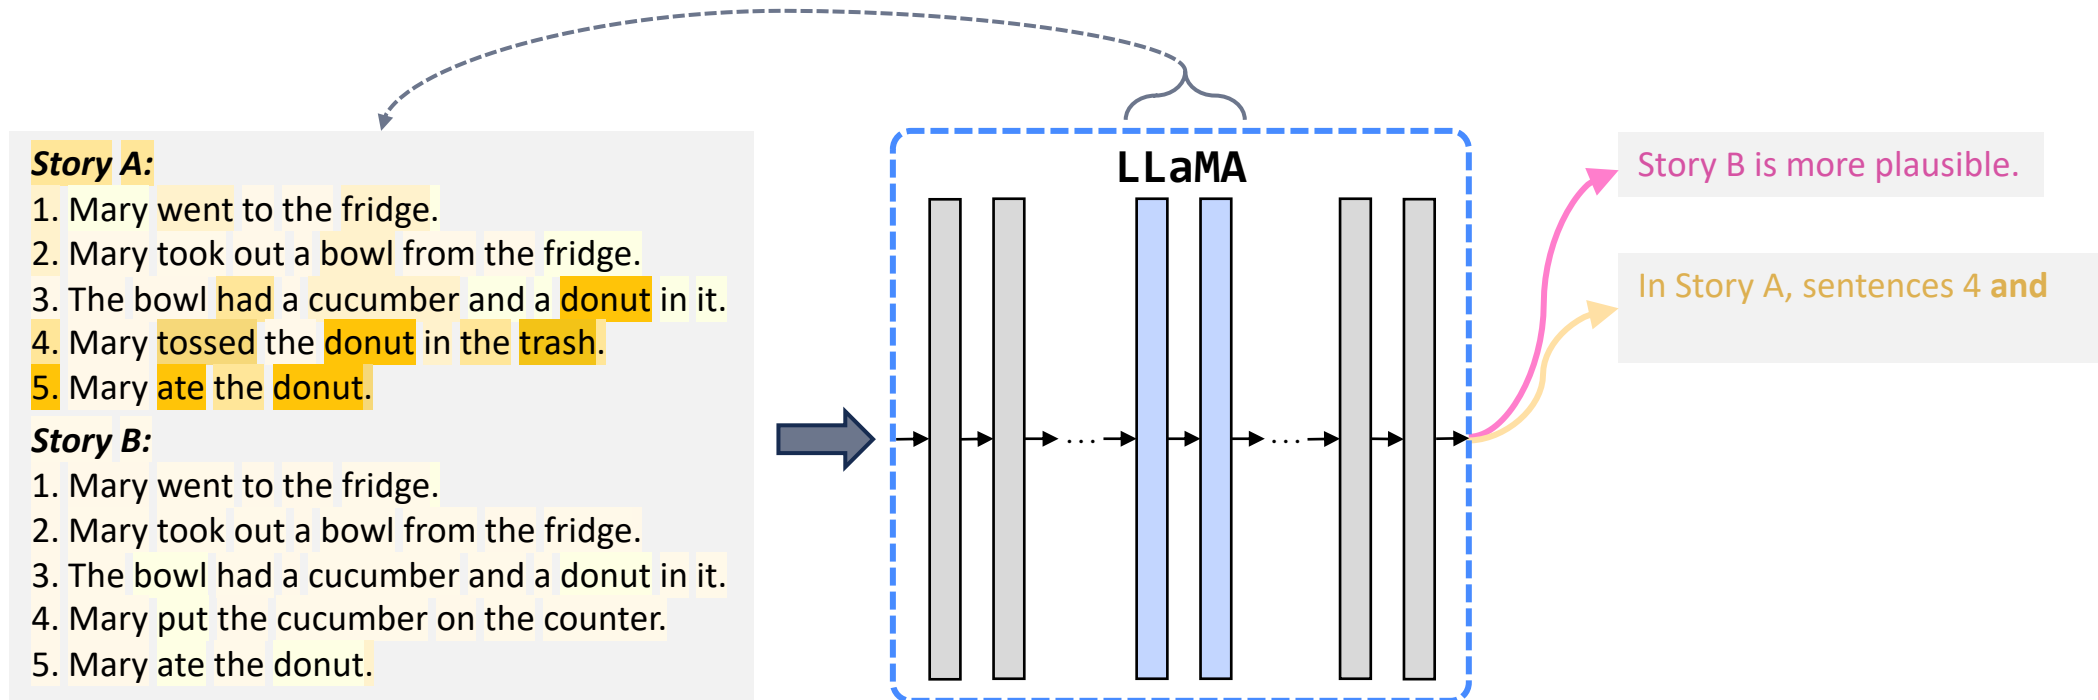 Story A:
1. Mary went to the fridge.
2. Mary took out a bowl from the fridge.
3. The bowl had a cucumber and a donut in it.
4. Mary tossed the donut in the trash.
5. Mary ate the donut.
Story B:
1. Mary went to the fridge.
2. Mary took out a bowl from the fridge.
3. The bowl had a cucumber and a donut in it.
4. Mary put the cucumber on the counter.
5. Mary ate the donut.
LLaMA
... ...
Story B is more plausible.
In Story A, sentences 4 and